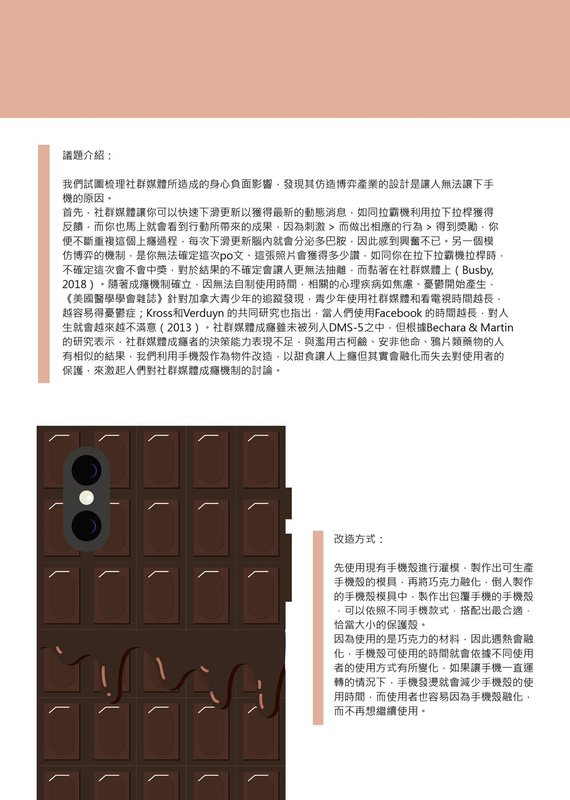 議題介紹：
我們試圖梳理社群媒體所造成的身心負面影響，發現其仿造博弈產業的設計是讓人無法讓下手
機的原因。
首先，社群媒體讓你可以快速下滑更新以獲得最新的動態消息，如同拉霸機利用拉下拉桿獲得
反饋，而你也馬上就會看到行動所帶來的成果，因為刺激 > 而做出相應的行為 > 得到獎勵，你
便不斷重複這個上癮過程，每次下滑更新腦內就會分泌多巴胺，因此感到興奮不已。另一個模
仿博弈的機制，是你無法確定這次po文、這張照片會獲得多少讚，如同你在拉下拉霸機拉桿時，
不確定這次會不會中獎，對於結果的不確定會讓人更無法抽離，而黏著在社群媒體上（Busby,
2018）。隨著成癮機制確立，因無法自制使用時間，相關的心理疾病如焦慮、憂鬱開始產生，
《美國醫學學會雜誌》針對加拿大青少年的追蹤發現，青少年使用社群媒體和看電視時間越長，
越容易得憂鬱症；Kross和Verduyn 的共同研究也指出，當人們使用Facebook 的時間越長，對人
生就會越來越不滿意（2013）。社群媒體成癮雖未被列入DMS-5之中，但根據Bechara & Martin
的研究表示，社群媒體成癮者的決策能力表現不足，與濫用古柯鹼、安非他命、鴉片類藥物的人
有相似的結果，我們利用手機殼作為物件改造，以甜食讓人上癮但其實會融化而失去對使用者的
保護，來激起人們對社群媒體成癮機制的討論。
改造方式：
先使用現有手機殼進行灌模，製作出可生產
手機殼的模具，再將巧克力融化，倒入製作
的手機殼模具中，製作出包覆手機的手機殼
，可以依照不同手機款式，搭配出最合適、
恰當大小的保護殼。
因為使用的是巧克力的材料，因此遇熱會融
化，手機殼可使用的時間就會依據不同使用
者的使用方式有所變化，如果讓手機一直運
轉的情況下，手機發燙就會減少手機殼的使
用時間，而使用者也容易因為手機殼融化，
而不再想繼續使用。